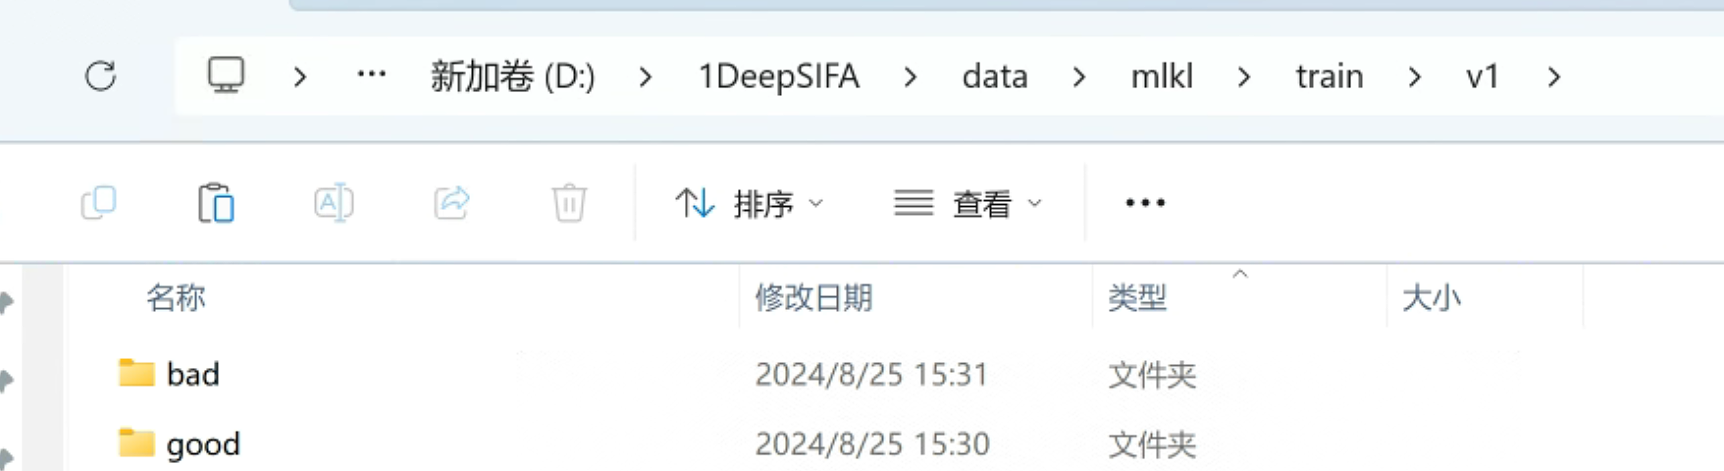 新加卷 (D:) 1DeepSIFA data mlkl train v1
排序 查看
名称 修改日期 类型 大小
bad 2024/8/25 15:31 文件夹
good 2024/8/25 15:30 文件夹